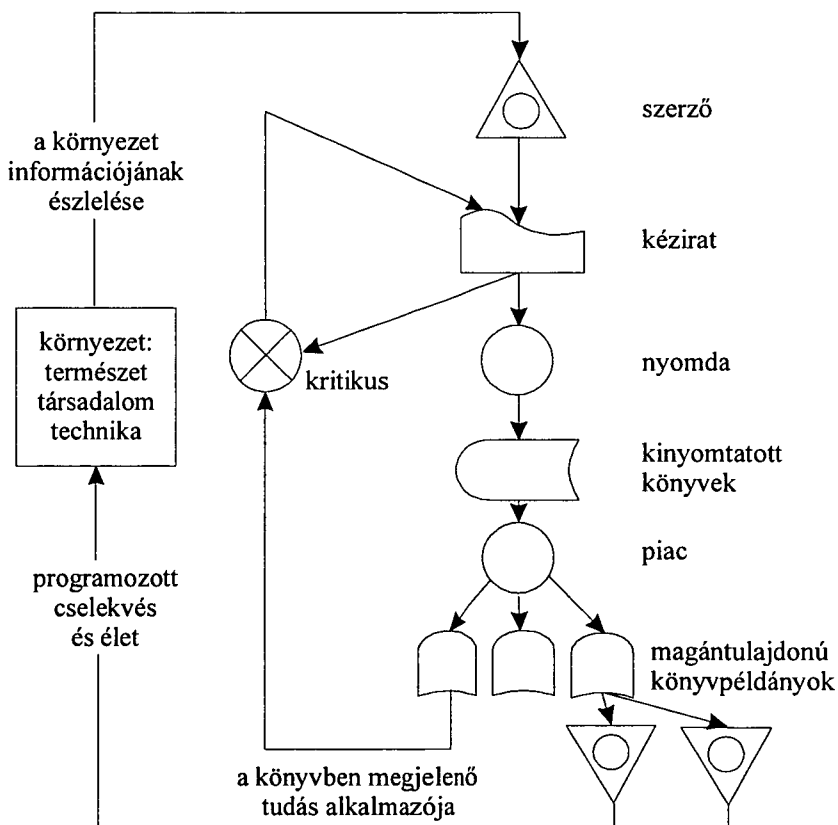 szerző
a környezet
információjának
észlelése
kézirat
környezet:
természet
társadalom
technika
kritikus
nyomda
kinyomtatott
könyvek
piac
programozott
cselekvés
és élet
magántulajdonú
könyvpéldányok
a könyvben megjelenő
tudás alkalmazója